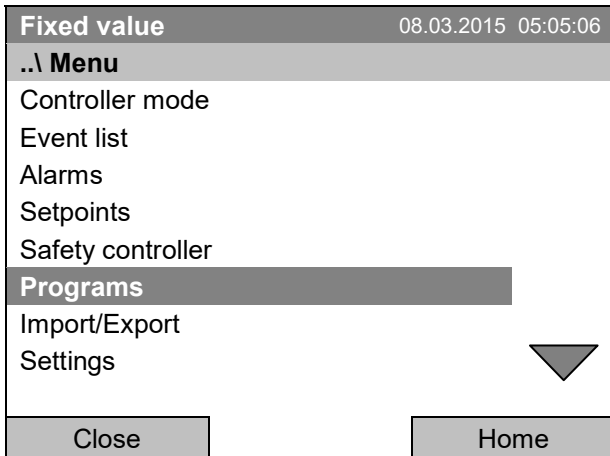 Fixed value 08.03.2015 05:05:06
..\ Menu
Controller mode
Event list
Alarms
Setpoints
Safety controller
Programs
Import/Export
Settings
Close Home